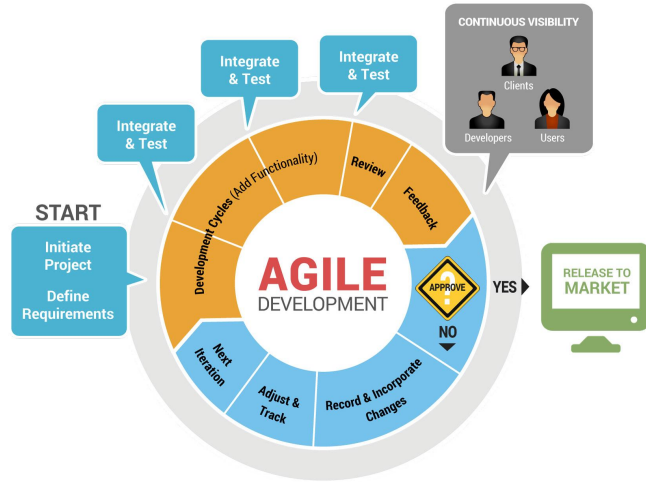 CONTINUOUS VISIBILITY
Clients
Developers
Users
Integrate
& Test
Integrate
& Test
Integrate
& Test
START
Initiate
Project
Define
Requirements
Development Cycles (Add Functionality)
Review
Feedback
AGILE
DEVELOPMENT
?
APPROVE
YES
NO
RELEASE TO
MARKET
Record & Incorporate
Changes
Adjust &
Track
Next
Iteration